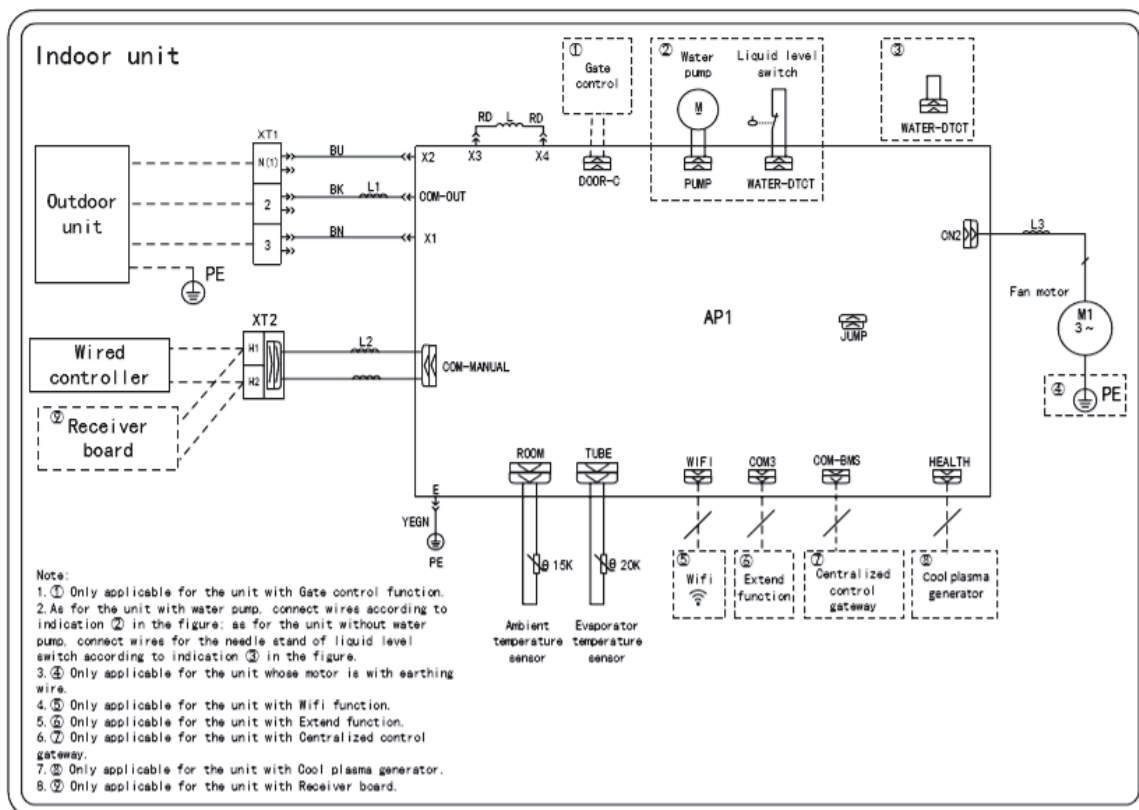 Indoor unit
①
Gate
control
DOOR-C
②
Water
pump
M
PUMP
Liquid level
switch
WATER-DTCT
③
WATER-DTCT
RD
L
RD
X3
X4
XT1
Outdoor
unit
N(1)
BU
X2
2
BK
L1
COM-OUT
3
BN
X1
PE
XT2
Wired
controller
H1
H2
L2
COM-MANUAL
⑨
Receiver
board
AP1
JUMP
CN2
L3
Fan motor
M1
3~
④
PE
E
YEGN
PE
ROOM
θ 15K
Ambient
temperature
sensor
TUBE
θ 20K
Evaporator
temperature
sensor
WIFI
⑤
Wifi
COM3
⑥
Extend
function
COM-BMS
⑦
Centralized
control
gateway
HEALTH
⑧
Cool plasma
generator
Note:
1. ① Only applicable for the unit with Gate control function.
2. As for the unit with water pump, connect wires according to
indication ② in the figure; as for the unit without water
pump, connect wires for the needle stand of liquid level
switch according to indication ③ in the figure.
3. ④ Only applicable for the unit whose motor is with earthing
wire.
4. ⑤ Only applicable for the unit with Wifi function.
5. ⑥ Only applicable for the unit with Extend function.
6. ⑦ Only applicable for the unit with Centralized control
gateway.
7. ⑧ Only applicable for the unit with Cool plasma generator.
8. ⑨ Only applicable for the unit with Receiver board.